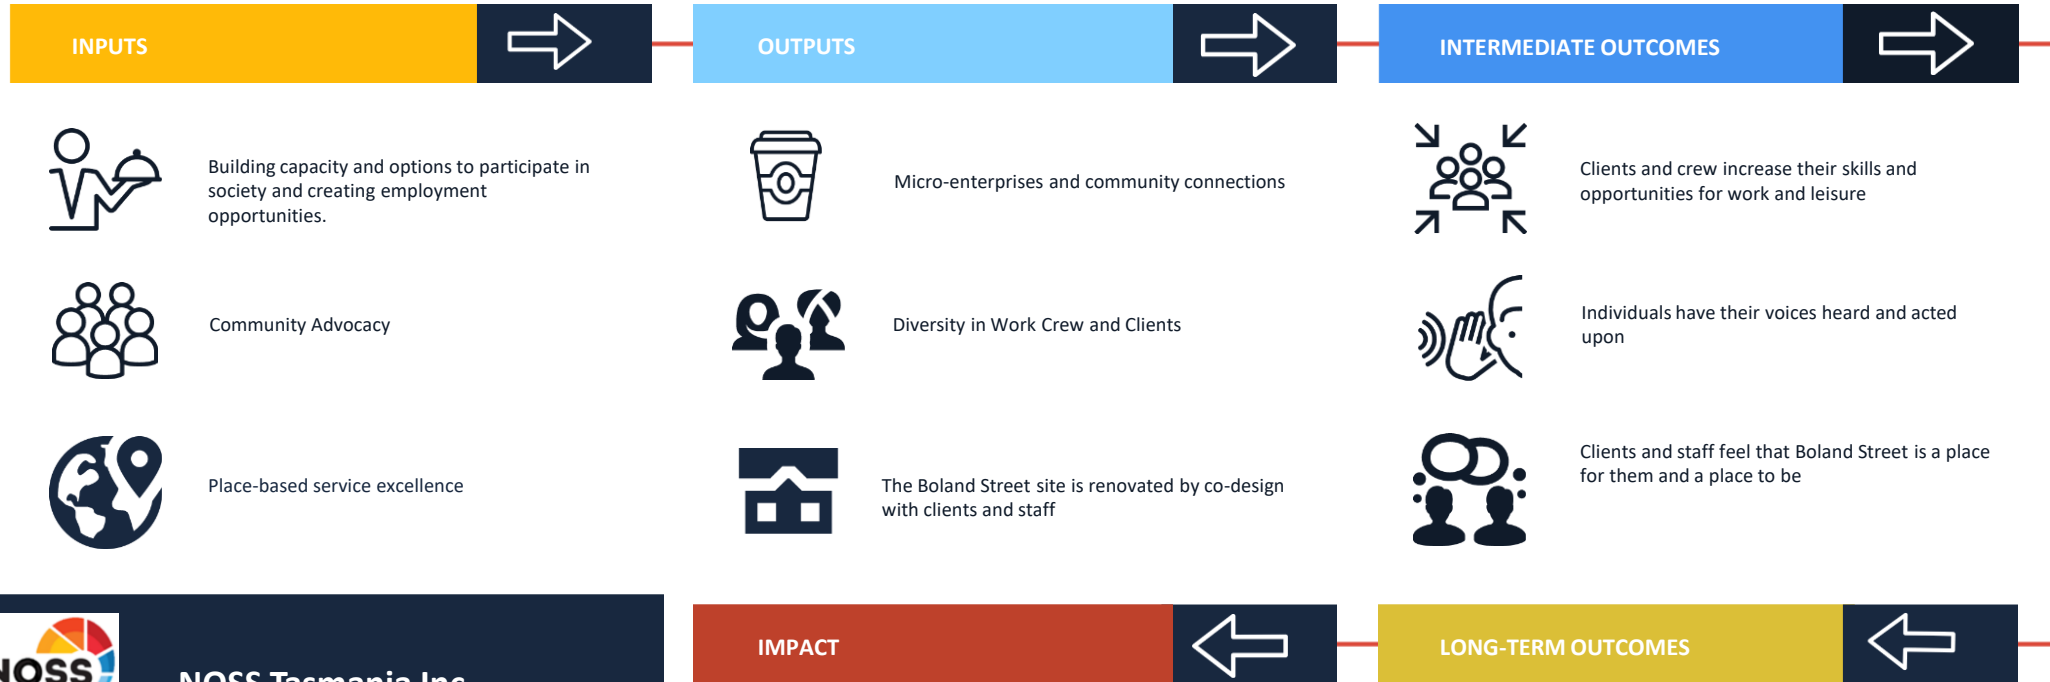 INPUTS
OUTPUTS
INTERMEDIATE OUTCOMES
Building capacity and options to participate in
society and creating employment
opportunities.
Micro-enterprises and community connections
Clients and crew increase their skills and
opportunities for work and leisure
Community Advocacy
Diversity in Work Crew and Clients
Individuals have their voices heard and acted
upon
Place-based service excellence
The Boland Street site is renovated by co-design
with clients and staff
Clients and staff feel that Boland Street is a place
for them and a place to be
NOSS
NOSS Tasmania Inc
IMPACT
LONG-TERM OUTCOMES